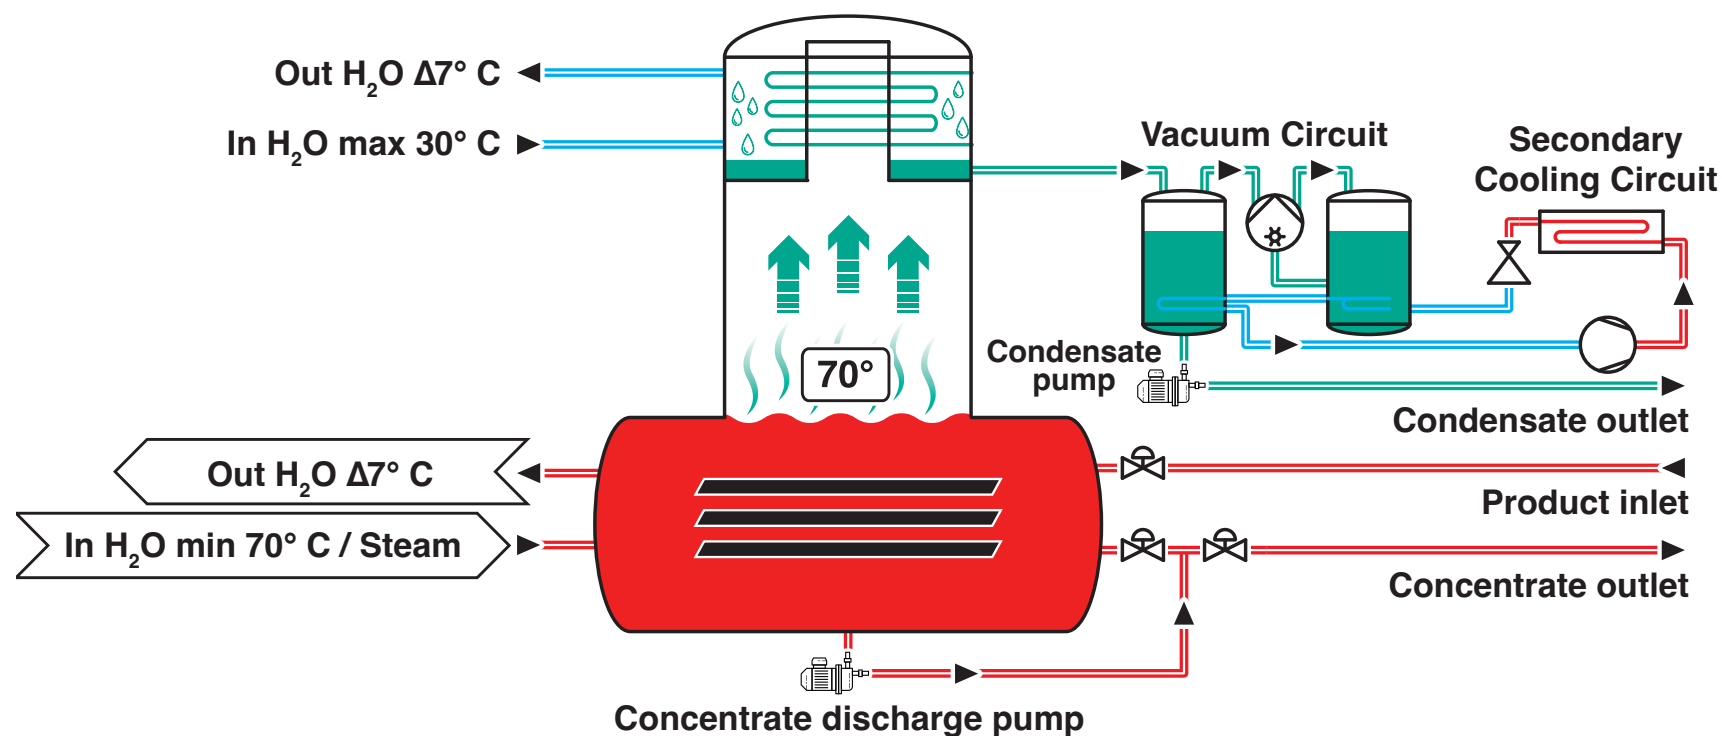 Out H₂O Δ7° C
In H₂O max 30° C
Vacuum Circuit
Secondary
Cooling Circuit
70°
Condensate
pump
Condensate outlet
Out H₂O Δ7° C
Product inlet
In H₂O min 70° C / Steam
Concentrate outlet
Concentrate discharge pump